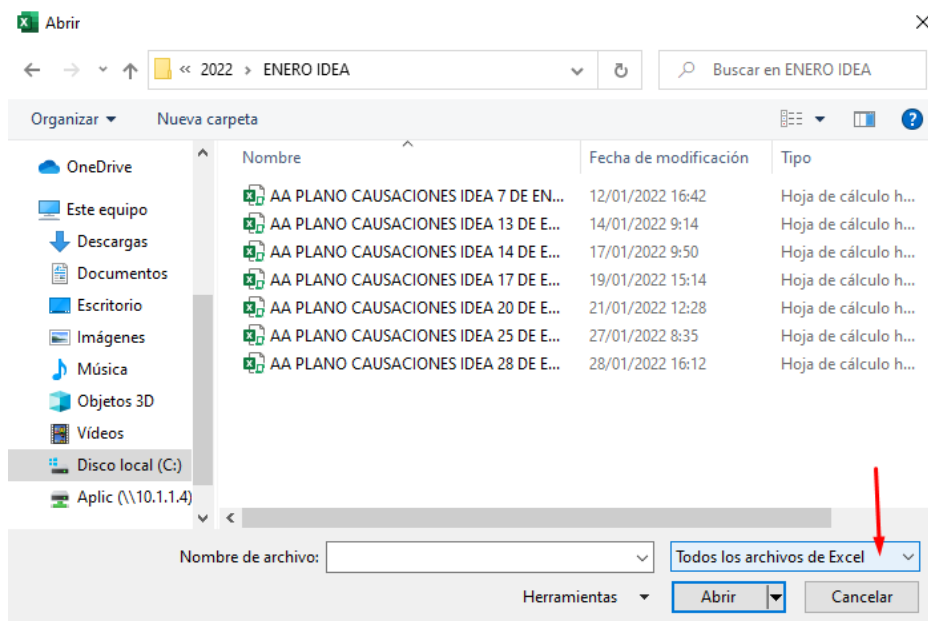 Abrir
« 2022 › ENERO IDEA
Buscar en ENERO IDEA
Organizar
Nueva carpeta
?
OneDrive
Este equipo
Descargas
Documentos
Escritorio
Imágenes
Música
Objetos 3D
Vídeos
Disco local (C:)
Aplic (\\10.1.1.4)
Nombre Fecha de modificación Tipo
AA PLANO CAUSACIONES IDEA 7 DE EN... 12/01/2022 16:42 Hoja de cálculo h...
AA PLANO CAUSACIONES IDEA 13 DE E... 14/01/2022 9:14 Hoja de cálculo h...
AA PLANO CAUSACIONES IDEA 14 DE E... 17/01/2022 9:50 Hoja de cálculo h...
AA PLANO CAUSACIONES IDEA 17 DE E... 19/01/2022 15:14 Hoja de cálculo h...
AA PLANO CAUSACIONES IDEA 20 DE E... 21/01/2022 12:28 Hoja de cálculo h...
AA PLANO CAUSACIONES IDEA 25 DE E... 27/01/2022 8:35 Hoja de cálculo h...
AA PLANO CAUSACIONES IDEA 28 DE E... 28/01/2022 16:12 Hoja de cálculo h...
Nombre de archivo:
Todos los archivos de Excel
Herramientas
Abrir
Cancelar